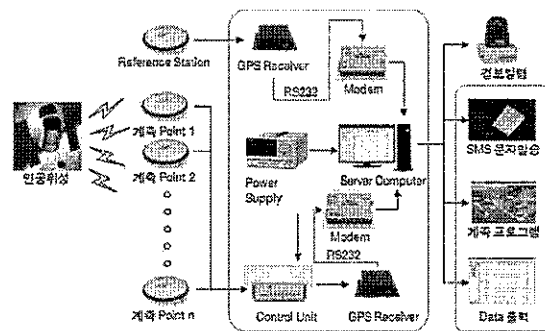 Reference Station
GPS Receiver
RS232
Modem
경보램프
인공위성
계측 Point 1
계측 Point 2
계측 Point n
Power
Supply
Server Computer
Modem
RS232
Control Unit
GPS Receiver
SMS 문자발송
계측 프로그램
Data 출력